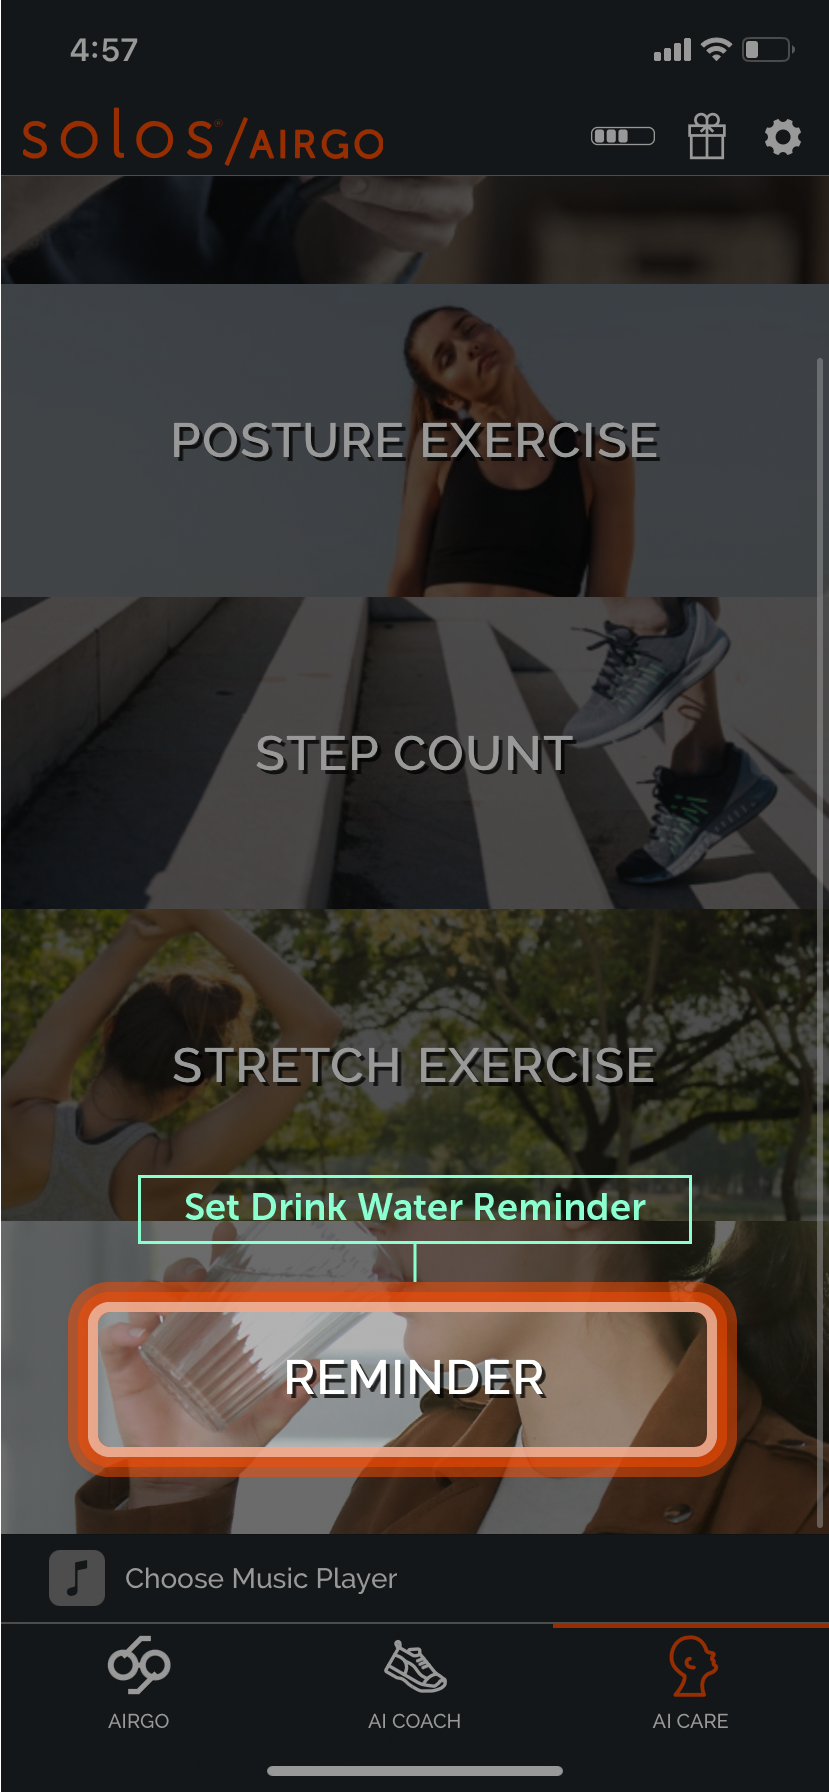 4:57
solos®/AIRGO
POSTURE EXERCISE
STEP COUNT
STRETCH EXERCISE
Set Drink Water Reminder
REMINDER
Choose Music Player
AIRGO
AI COACH
AI CARE